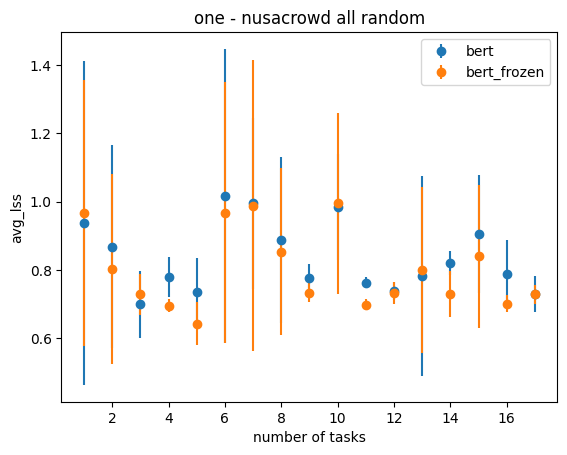 one - nusacrowd all random
bert
bert_frozen
1.4
1.2
1.0
0.8
0.6
avg_lss
2 4 6 8 10 12 14 16
number of tasks